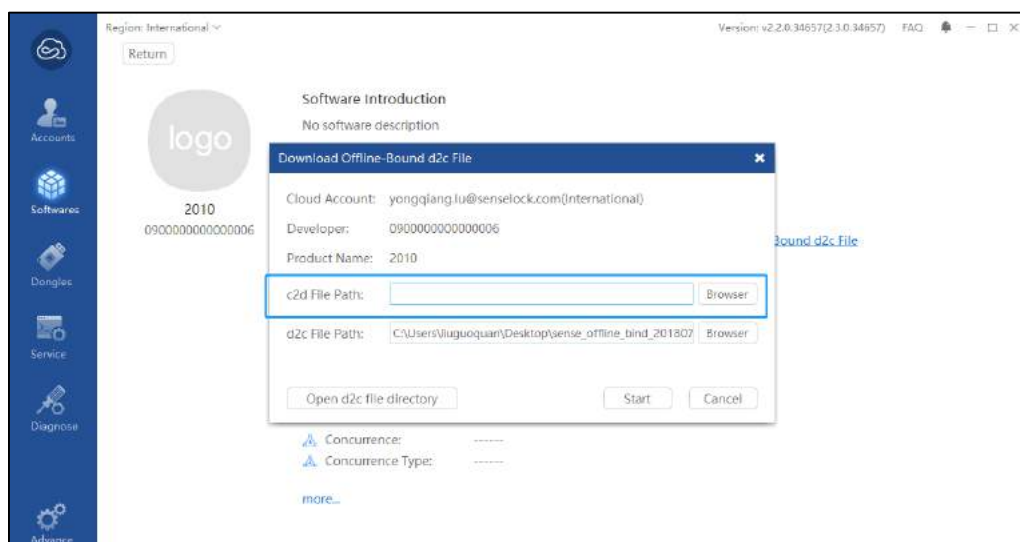 Region: International
Version: v2.2.0.34657(2.3.0.34657) FAQ
Return
Accounts
Softwares
Dongles
Service
Diagnose
Advance
logo
2010
0900000000000006
Software Introduction
No software description
Download Offline-Bound d2c File
Cloud Account: yongqiang.lu@senselock.com(International)
Developer: 0900000000000006
Product Name: 2010
c2d File Path: Browser
d2c File Path: C:\Users\liuguoquan\Desktop\sense_offline_bind_201807 Browser
Open d2c file directory Start Cancel
Bound d2c File
Concurrence: ------
Concurrence Type: ------
more...